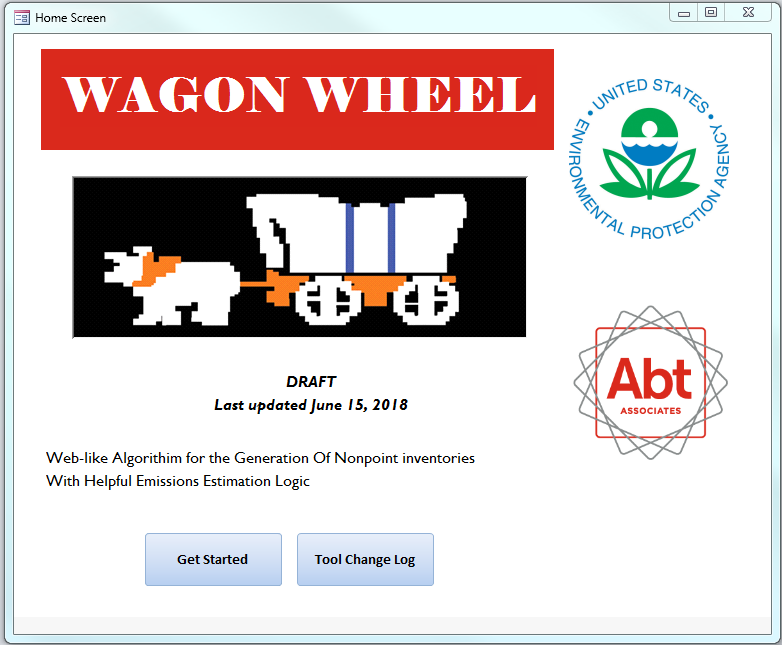 Home Screen
WAGON WHEEL
UNITED STATES • ENVIRONMENTAL PROTECTION AGENCY •
Abt
ASSOCIATES
DRAFT
Last updated June 15, 2018
Web-like Algorithim for the Generation Of Nonpoint inventories
With Helpful Emissions Estimation Logic
Get Started
Tool Change Log